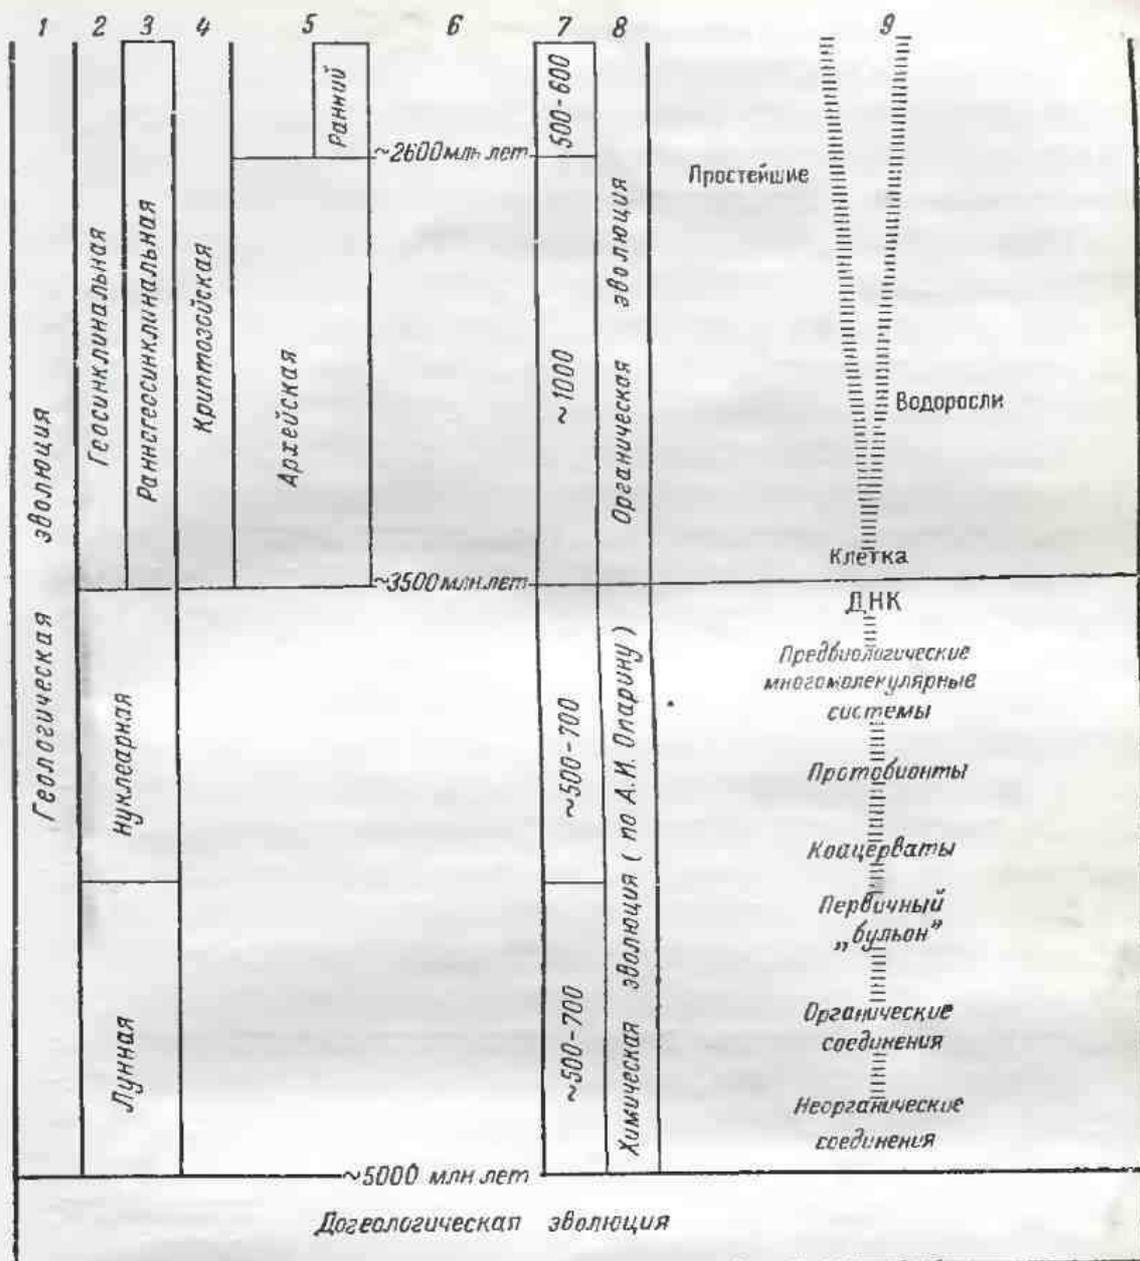 1 2 3 4 5 6 7 8 9
Геологическая эволюция
Геосинклинальная
Раннегеосинклинальная
Криптозойская
Архейская
Ранний
~2600 млн лет
500-600
~1000
Органическая эволюция
Простейшие
Водоросли
Клетка
~3500 млн. лет
Нуклеарная
~500-700
Химическая эволюция (по А.И. Опарину)
ДНК
Предбиологические
многомолекулярные
системы
Протобионты
Коацерваты
Первичный
„бульон”
Лунная
~500-700
Органические
соединения
Неорганические
соединения
~5000 млн лет
Догеологическая эволюция